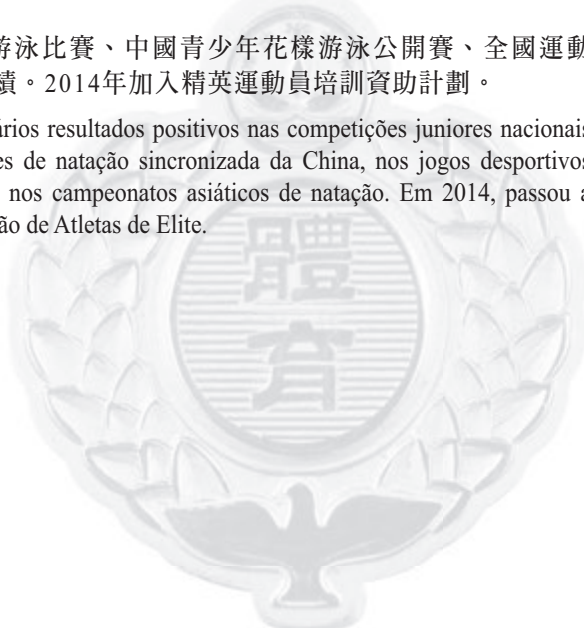 游泳比賽、中國青少年花樣游泳公開賽、全國運動
績。2014年加入精英運動員培訓資助計劃。
ários resultados positivos nas competições juniores nacionais
es de natação sincronizada da China, nos jogos desportivos
nos campeonatos asiáticos de natação. Em 2014, passou a
ão de Atletas de Elite.
體
育